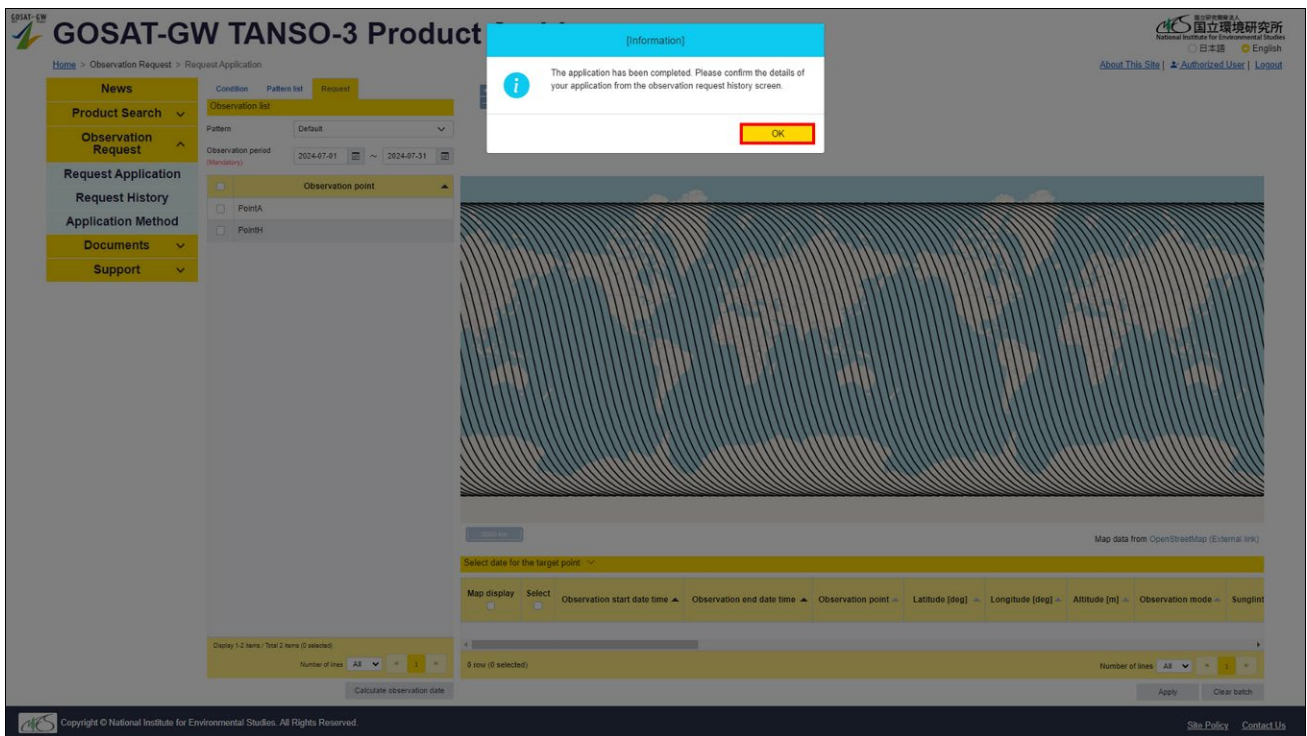 GOSAT-GW
GOSAT-GW TANSO-3 Product
国立研究開発法人
国立環境研究所
National Institute for Environmental Studies
日本語 English
Home > Observation Request > Request Application
About This Site | Authorized User | Logout
[Information]
The application has been completed. Please confirm the details of
your application from the observation request history screen.
OK
News
Product Search
Observation
Request
Request Application
Request History
Application Method
Documents
Support
Condition Pattern list Request
Observation list
Pattern Default
Observation period
(Mandatory)
2024-07-01 ~ 2024-07-31
Observation point
PointA
PointH
Map data from OpenStreetMap (External link)
Select date for the target point
Map display Select Observation start date time Observation end date time Observation point Latitude [deg] Longitude [deg] Altitude [m] Observation mode Sunglint
Display 1-2 items / Total 2 items (0 selected)
Number of lines All « 1 »
0 row (0 selected)
Number of lines All « 1 »
Calculate observation date
Apply Clear batch
Copyright © National Institute for Environmental Studies. All Rights Reserved.
Site Policy Contact Us